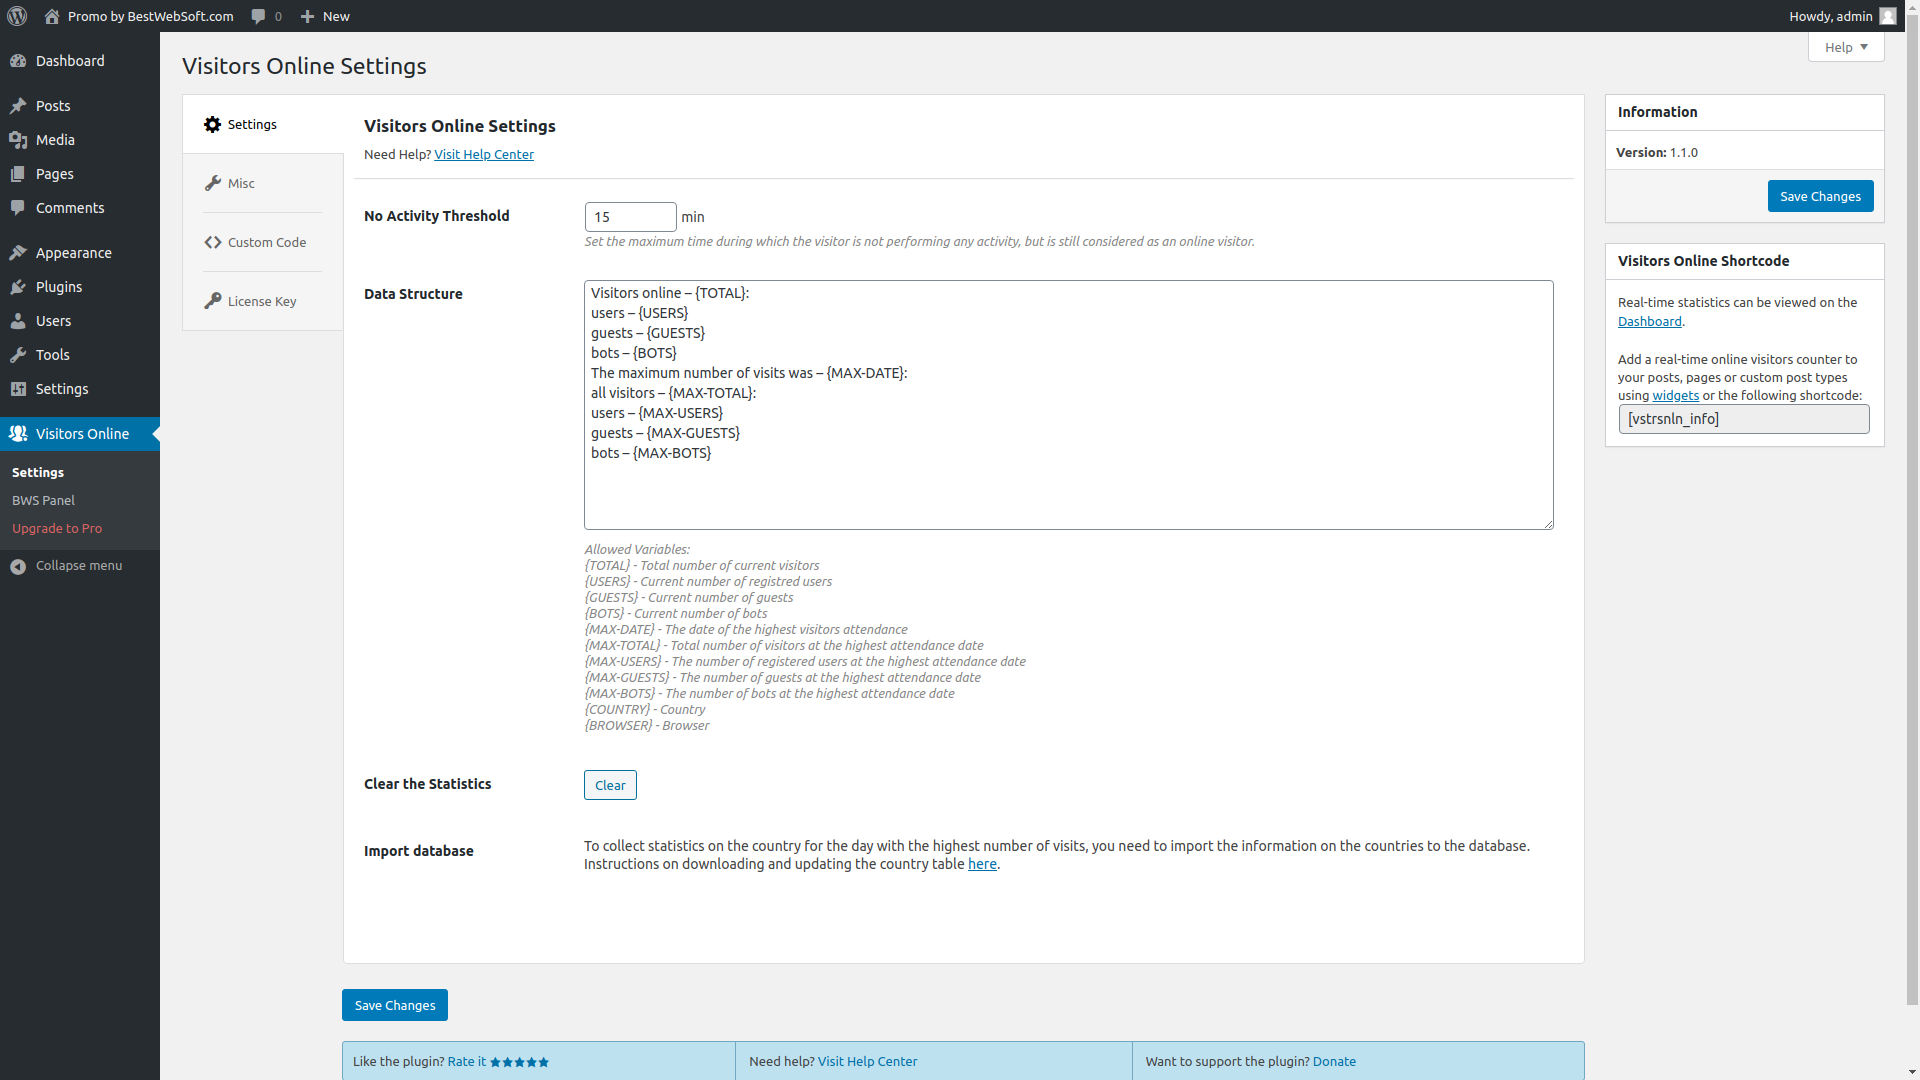 Promo by BestWebSoft.com
0
New
Howdy, admin
Dashboard
Posts
Media
Pages
Comments
Appearance
Plugins
Users
Tools
Settings
Visitors Online
Settings
BWS Panel
Upgrade to Pro
Collapse menu
Help
Visitors Online Settings
Settings
Misc
Custom Code
License Key
Visitors Online Settings
Need Help? Visit Help Center
No Activity Threshold
15 min
Set the maximum time during which the visitor is not performing any activity, but is still considered as an online visitor.
Data Structure
Visitors online – {TOTAL}:
users – {USERS}
guests – {GUESTS}
bots – {BOTS}
The maximum number of visits was – {MAX-DATE}:
all visitors – {MAX-TOTAL}:
users – {MAX-USERS}
guests – {MAX-GUESTS}
bots – {MAX-BOTS}
Allowed Variables:
{TOTAL} - Total number of current visitors
{USERS} - Current number of registred users
{GUESTS} - Current number of guests
{BOTS} - Current number of bots
{MAX-DATE} - The date of the highest visitors attendance
{MAX-TOTAL} - Total number of visitors at the highest attendance date
{MAX-USERS} - The number of registered users at the highest attendance date
{MAX-GUESTS} - The number of guests at the highest attendance date
{MAX-BOTS} - The number of bots at the highest attendance date
{COUNTRY} - Country
{BROWSER} - Browser
Clear the Statistics
Clear
Import database
To collect statistics on the country for the day with the highest number of visits, you need to import the information on the countries to the database.
Instructions on downloading and updating the country table here.
Save Changes
Like the plugin? Rate it
Need help? Visit Help Center
Want to support the plugin? Donate
Information
Version: 1.1.0
Save Changes
Visitors Online Shortcode
Real-time statistics can be viewed on the
Dashboard.
Add a real-time online visitors counter to
your posts, pages or custom post types
using widgets or the following shortcode:
[vstrsnln_info]